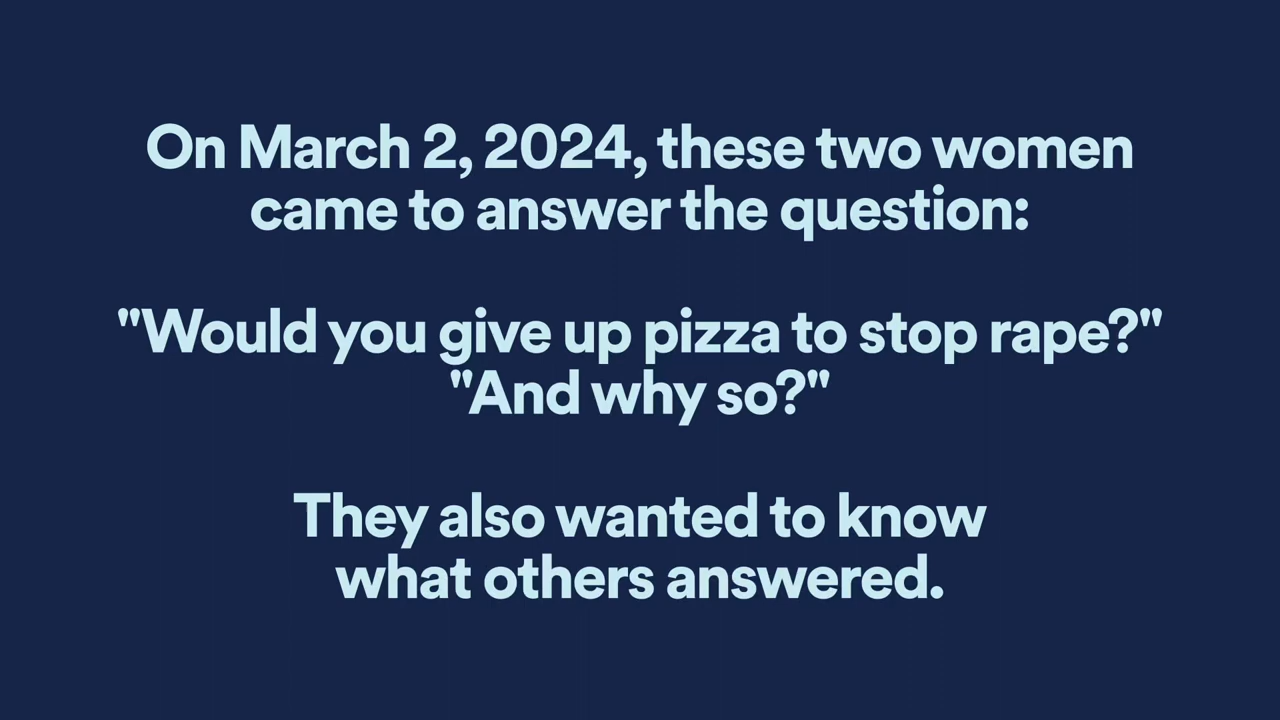 On March 2, 2024, these two women
came to answer the question:
"Would you give up pizza to stop rape?"
"And why so?"
They also wanted to know
what others answered.